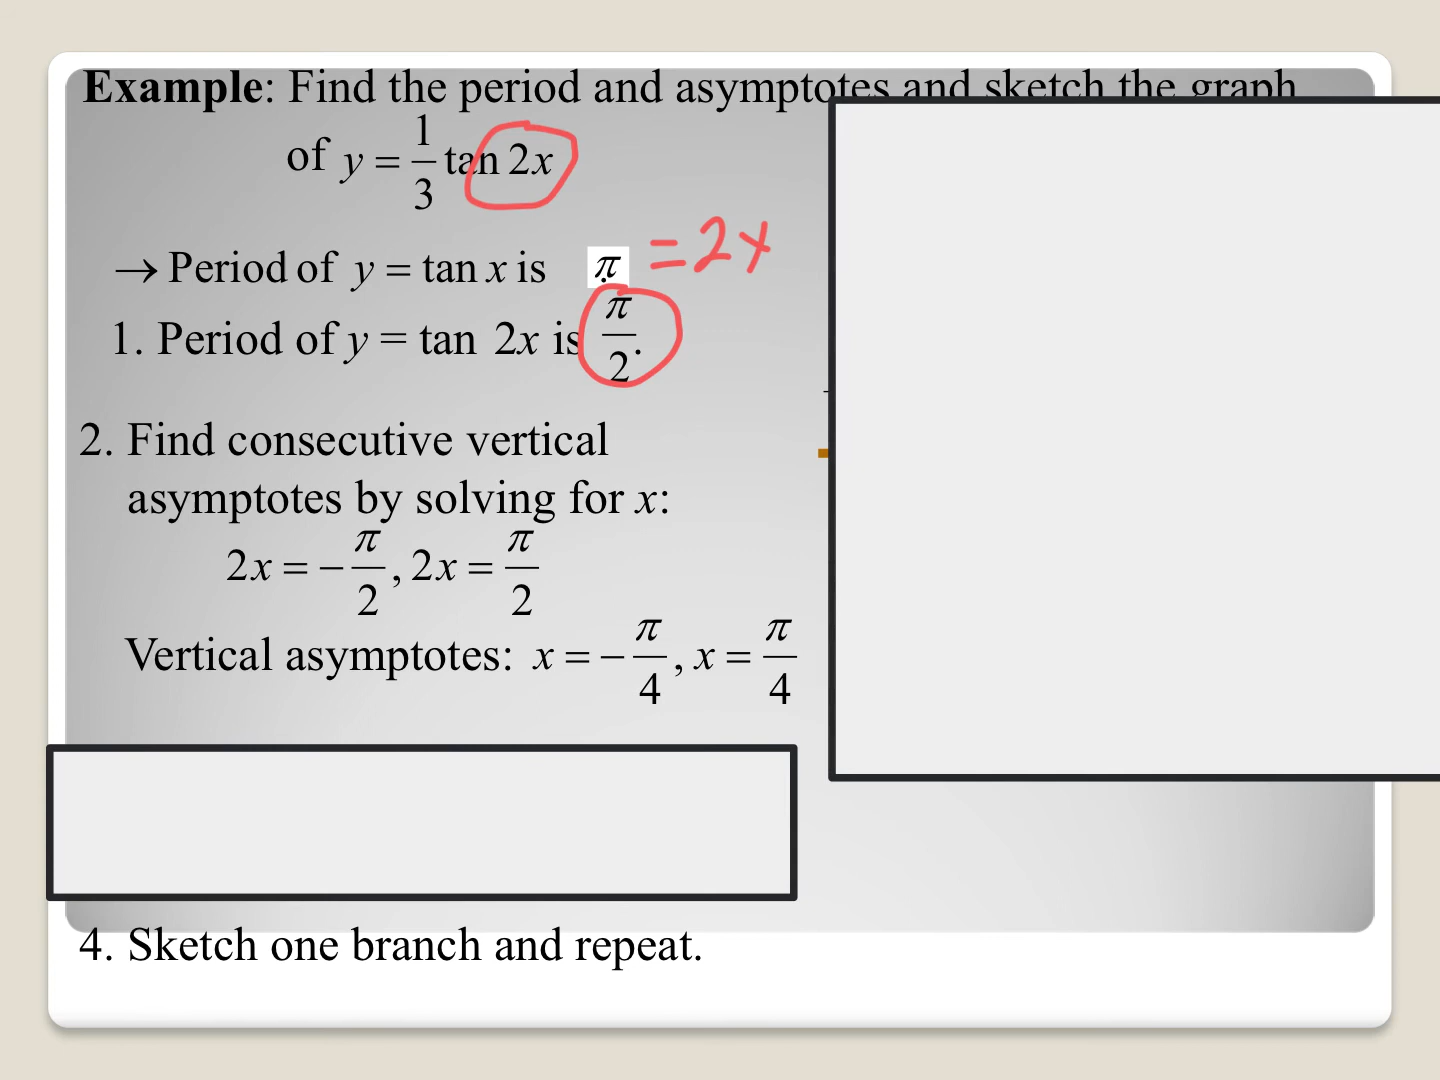 Example: Find the period and asymptotes and sketch the graph
of y = 1/3 tan 2x
→ Period of y = tan x is π = 2x
1. Period of y = tan 2x is π/2.
2. Find consecutive vertical
asymptotes by solving for x:
2x = −π/2, 2x = π/2
Vertical asymptotes: x = −π/4, x = π/4
4. Sketch one branch and repeat.